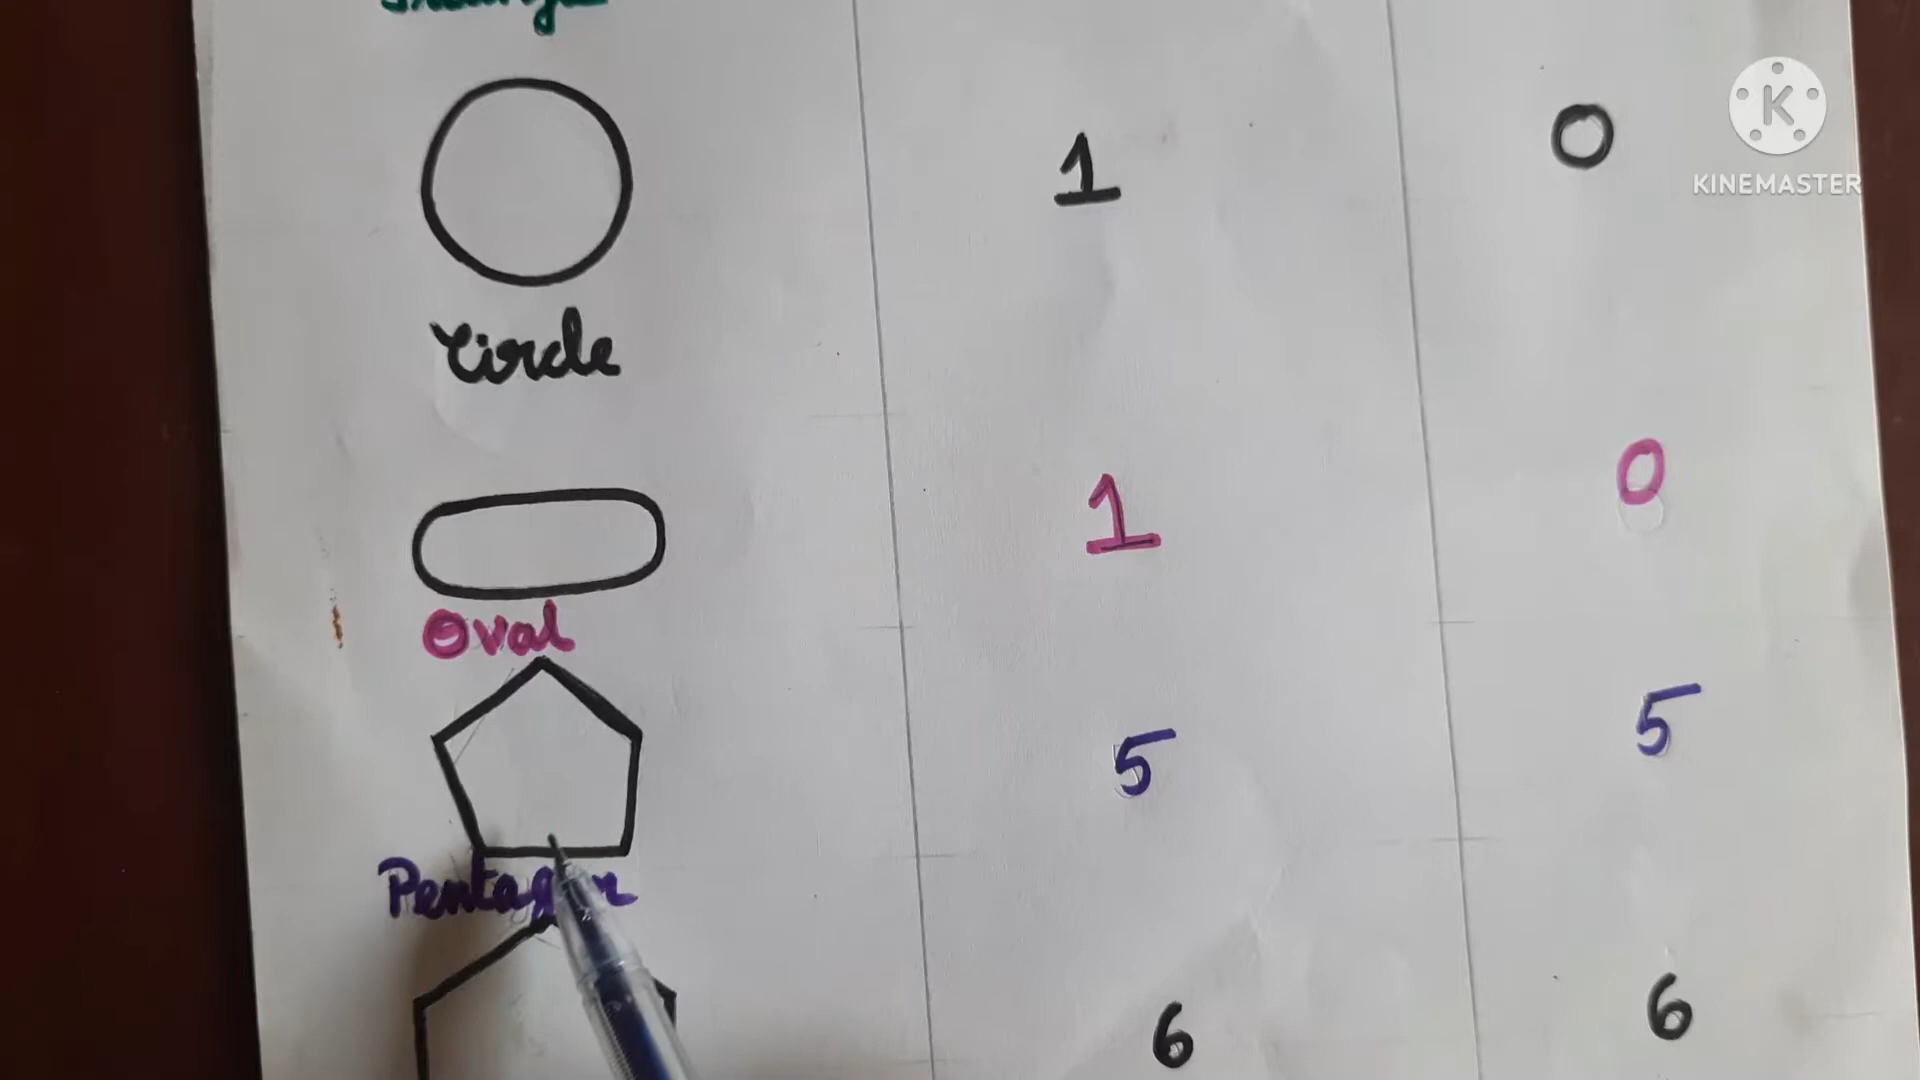 Circle 1 0
KINEMASTER
Oval 1 0
Pentagon 5 5
6 6